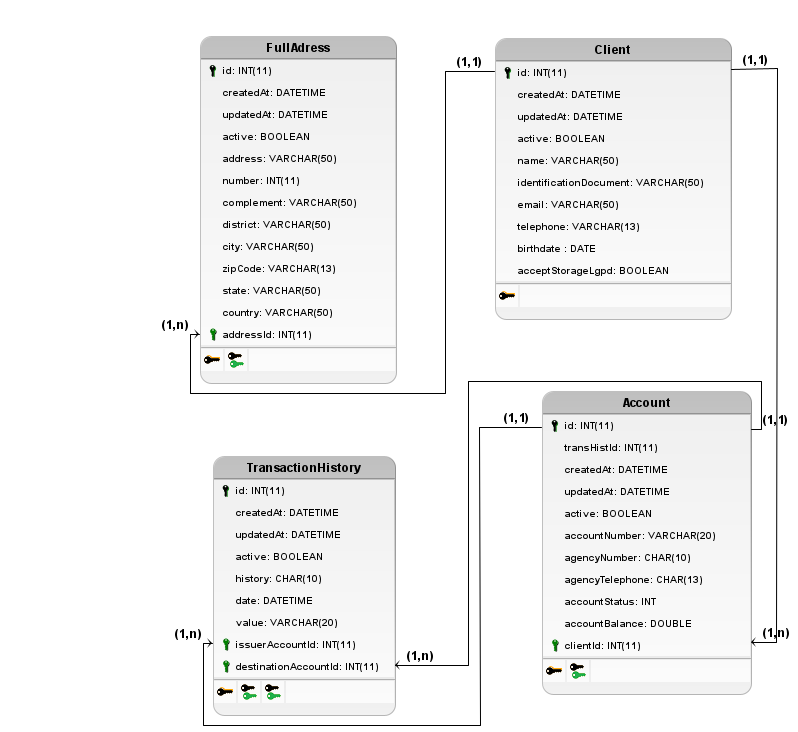 FullAdress
id: INT(11)
createdAt: DATETIME
updatedAt: DATETIME
active: BOOLEAN
address: VARCHAR(50)
number: INT(11)
complement: VARCHAR(50)
district: VARCHAR(50)
city: VARCHAR(50)
zipCode: VARCHAR(13)
state: VARCHAR(50)
country: VARCHAR(50)
addressId: INT(11)
(1,n)
(1,1)
Client
id: INT(11)
createdAt: DATETIME
updatedAt: DATETIME
active: BOOLEAN
name: VARCHAR(50)
identificationDocument: VARCHAR(50)
email: VARCHAR(50)
telephone: VARCHAR(13)
birthdate : DATE
acceptStorageLgpd: BOOLEAN
(1,1)
TransactionHistory
id: INT(11)
createdAt: DATETIME
updatedAt: DATETIME
active: BOOLEAN
history: CHAR(10)
date: DATETIME
value: VARCHAR(20)
issuerAccountId: INT(11)
destinationAccountId: INT(11)
(1,n)
(1,n)
(1,1)
Account
id: INT(11)
transHistId: INT(11)
createdAt: DATETIME
updatedAt: DATETIME
active: BOOLEAN
accountNumber: VARCHAR(20)
agencyNumber: CHAR(10)
agencyTelephone: CHAR(13)
accountStatus: INT
accountBalance: DOUBLE
clientId: INT(11)
(1,1)
(1,n)